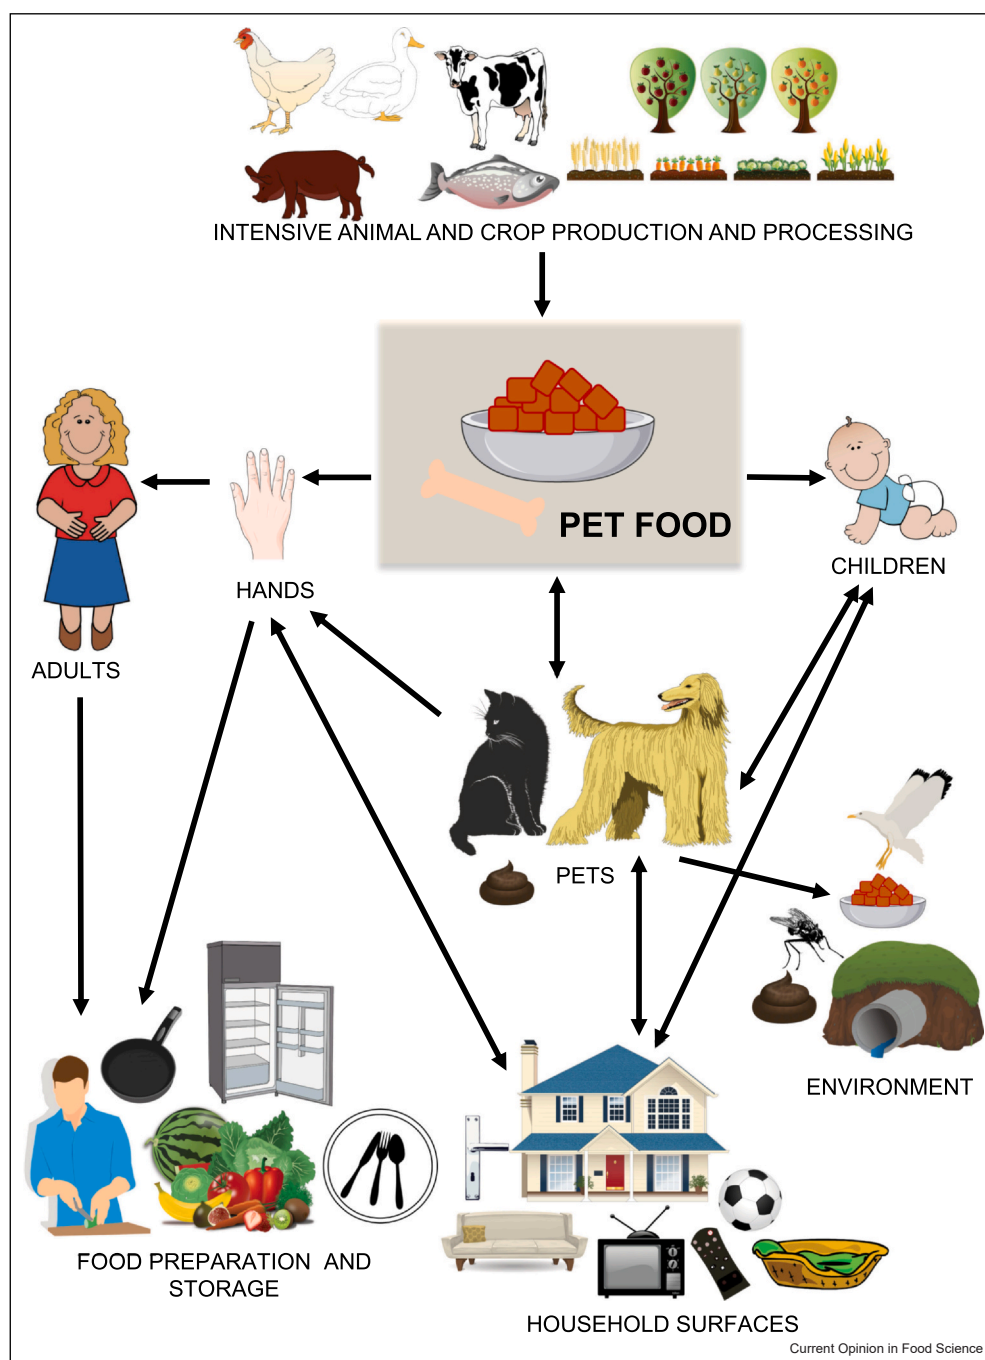 INTENSIVE ANIMAL AND CROP PRODUCTION AND PROCESSING
PET FOOD
CHILDREN
HANDS
ADULTS
PETS
ENVIRONMENT
FOOD PREPARATION AND
STORAGE
HOUSEHOLD SURFACES
Current Opinion in Food Science